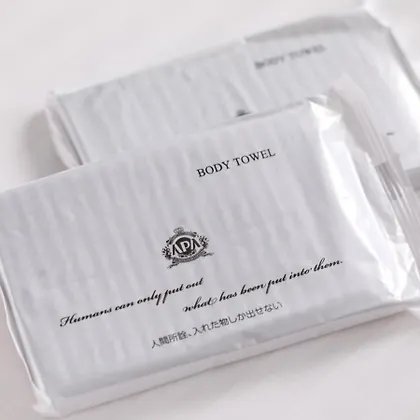 BODY TOWEL
BODY TOWEL
APA
Humans can only put out
what has been put into them.
人間所詮、入れた物しか出せない